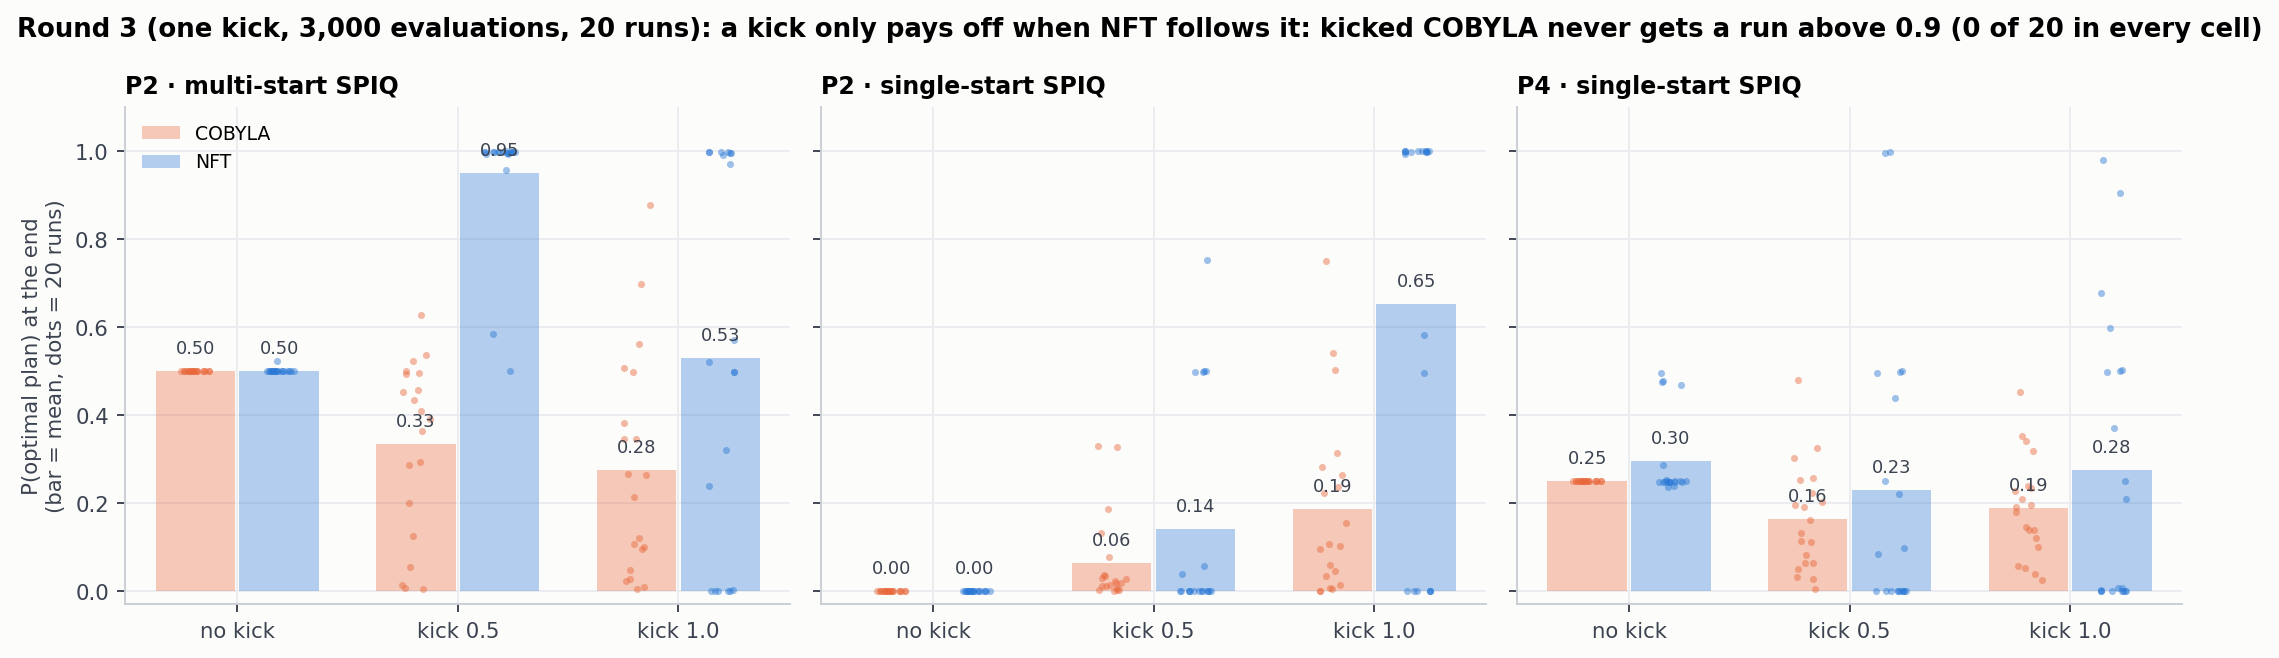 Round 3 (one kick, 3,000 evaluations, 20 runs): a kick only pays off when NFT follows it: kicked COBYLA never gets a run above 0.9 (0 of 20 in every cell)
P2 · multi-start SPIQ
P2 · single-start SPIQ
P4 · single-start SPIQ
COBYLA
NFT
P(optimal plan) at the end
(bar = mean, dots = 20 runs)
1.0
0.8
0.6
0.4
0.2
0.0
0.50
0.50
0.33
0.95
0.28
0.53
0.00
0.00
0.06
0.14
0.19
0.65
0.25
0.30
0.16
0.23
0.19
0.28
no kick
kick 0.5
kick 1.0
no kick
kick 0.5
kick 1.0
no kick
kick 0.5
kick 1.0